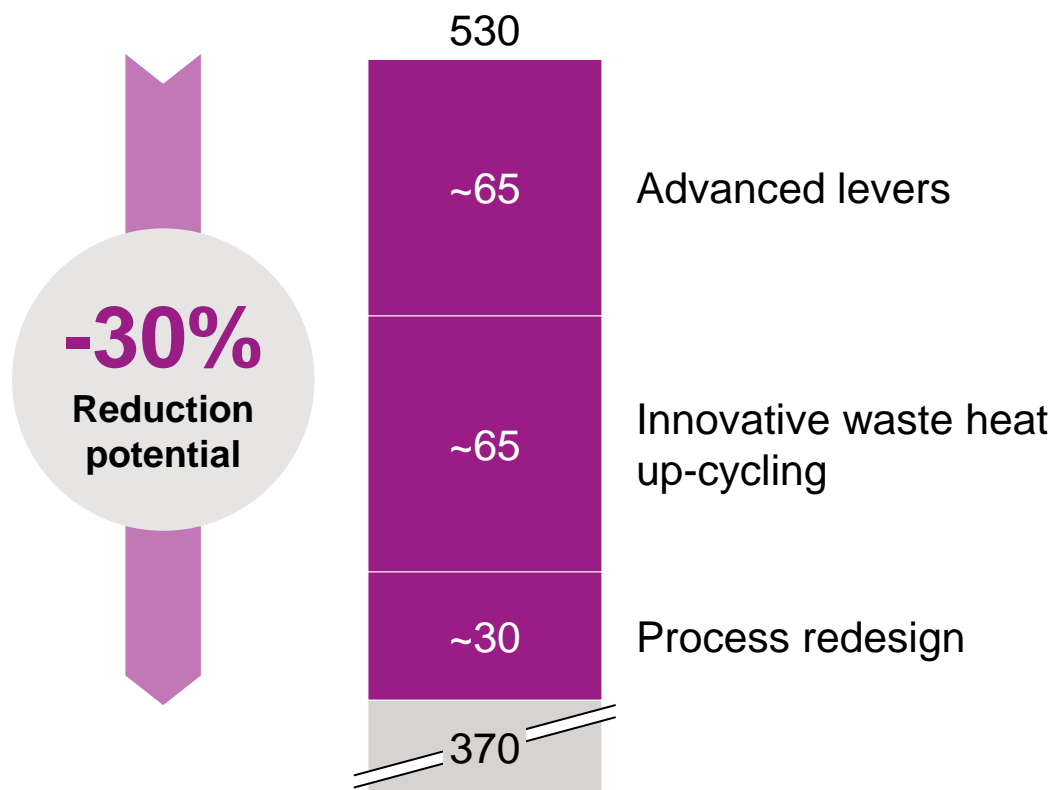 530
~65
Advanced levers
-30%
Reduction
potential
~65
Innovative waste heat
up-cycling
~30
Process redesign
370